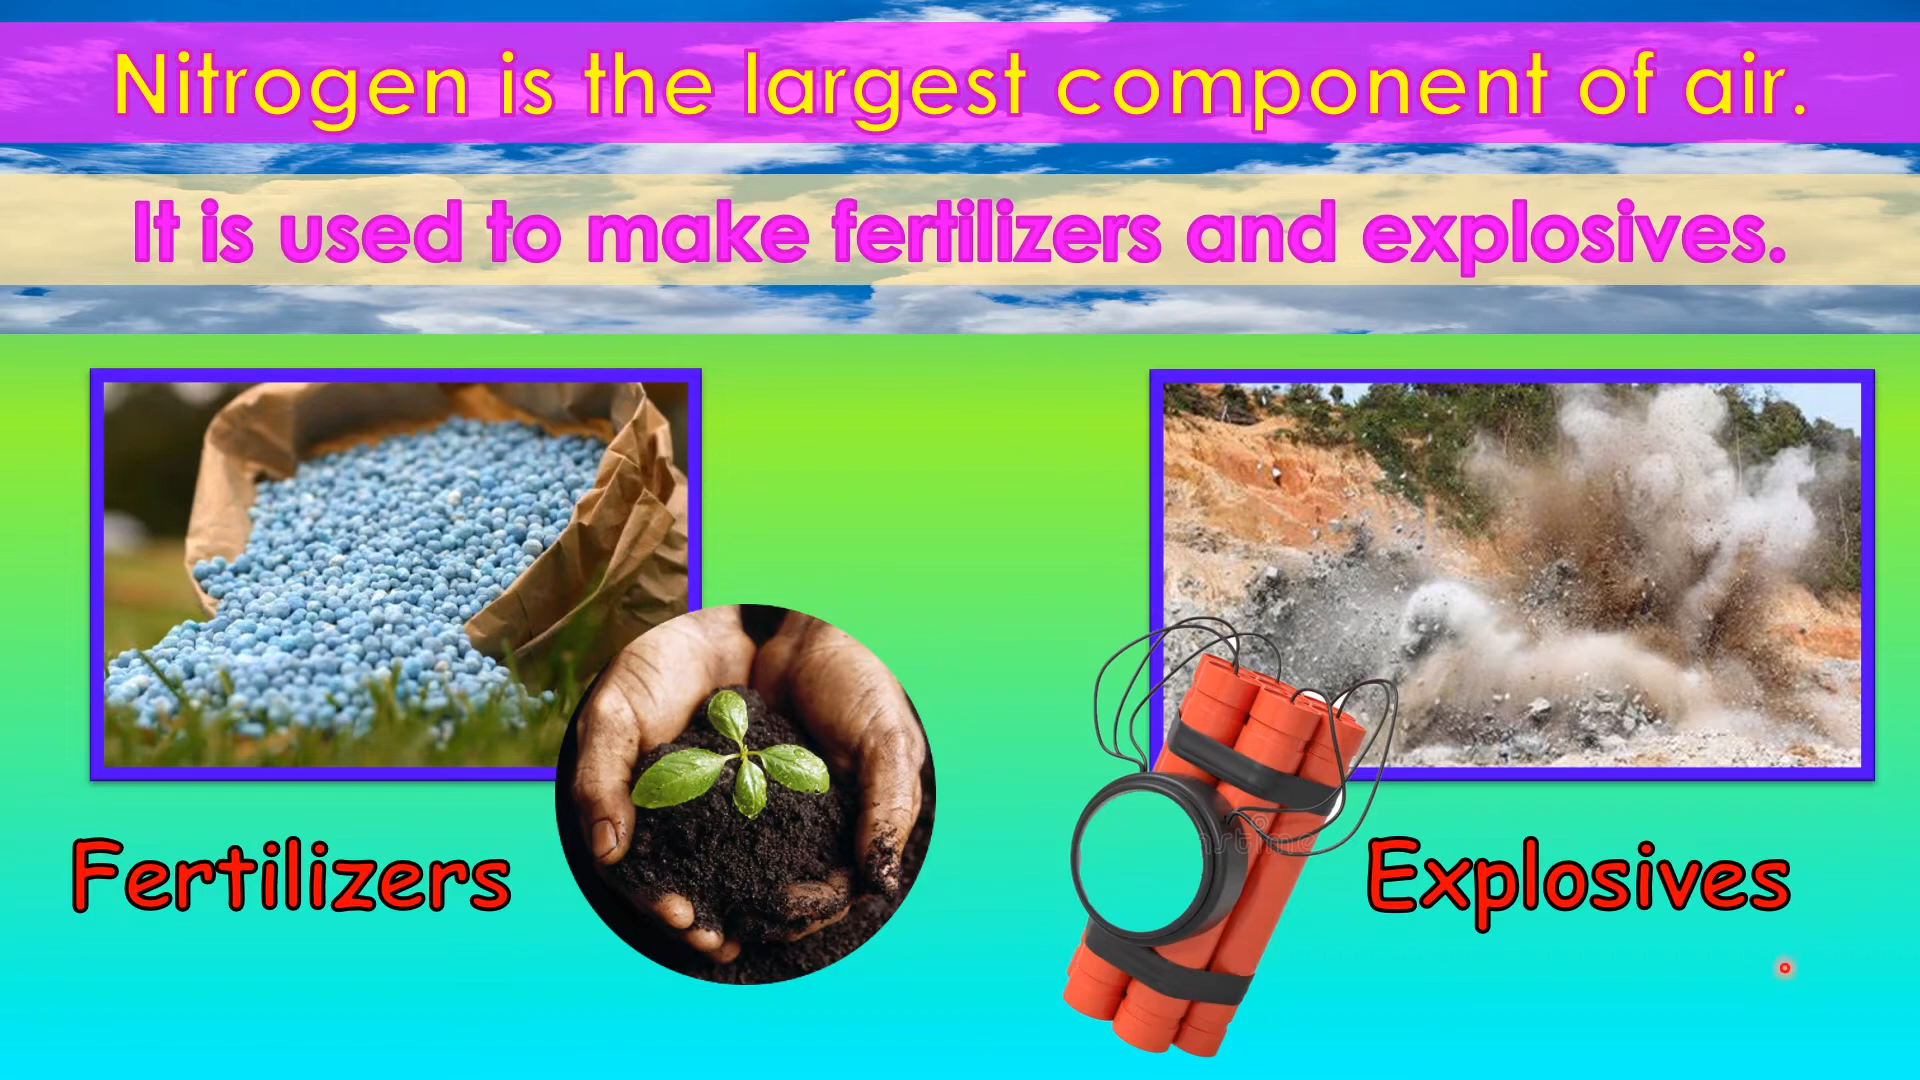 Nitrogen is the largest component of air.
It is used to make fertilizers and explosives.
Fertilizers
Explosives